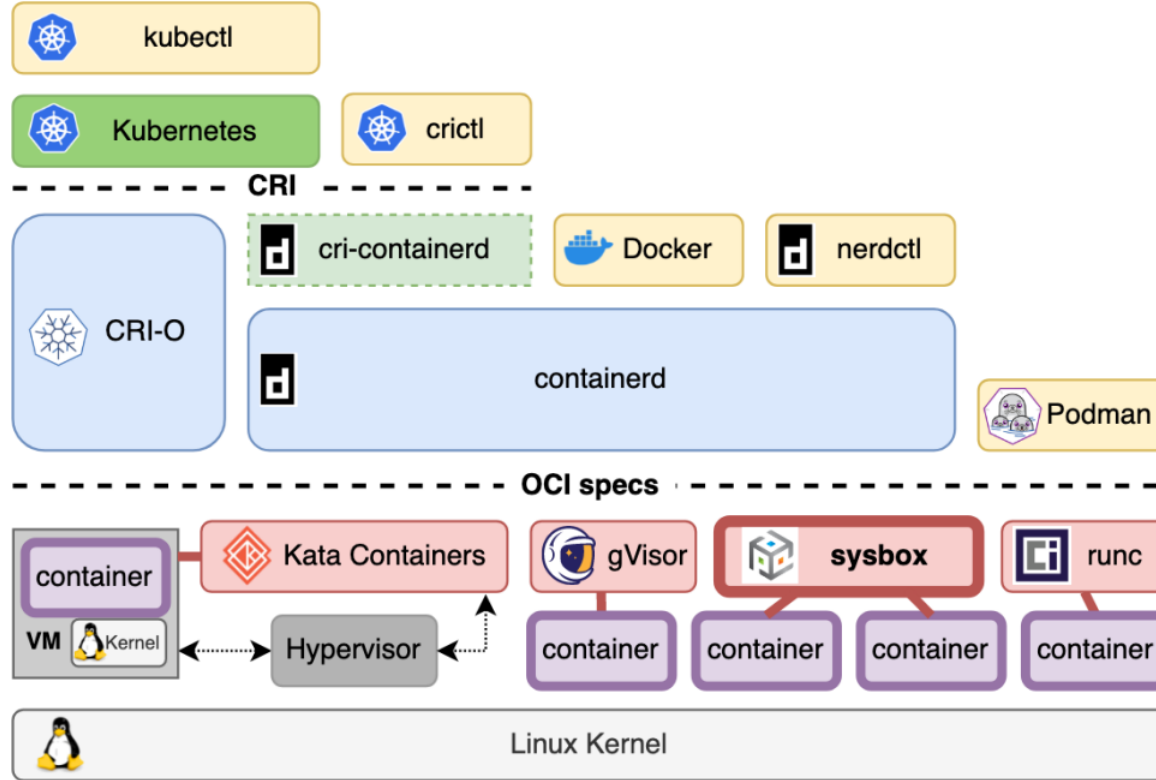 kubectl
Kubernetes
crictl
CRI
cri-containerd
Docker
nerdctl
CRI-O
containerd
Podman
OCI specs
container
Kata Containers
gVisor
sysbox
runc
VM
Kernel
Hypervisor
container
container
container
container
Linux Kernel